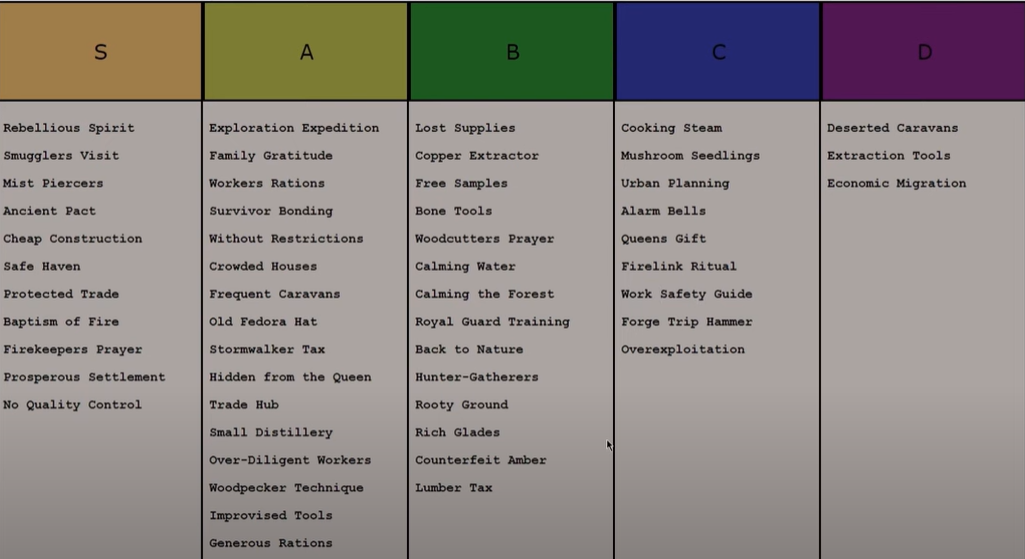 S
A
B
C
D
Rebellious Spirit
Smugglers Visit
Mist Piercers
Ancient Pact
Cheap Construction
Safe Haven
Protected Trade
Baptism of Fire
Firekeepers Prayer
Prosperous Settlement
No Quality Control
Exploration Expedition
Family Gratitude
Workers Rations
Survivor Bonding
Without Restrictions
Crowded Houses
Frequent Caravans
Old Fedora Hat
Stormwalker Tax
Hidden from the Queen
Trade Hub
Small Distillery
Over-Diligent Workers
Woodpecker Technique
Improvised Tools
Generous Rations
Lost Supplies
Copper Extractor
Free Samples
Bone Tools
Woodcutters Prayer
Calming Water
Calming the Forest
Royal Guard Training
Back to Nature
Hunter-Gatherers
Rooty Ground
Rich Glades
Counterfeit Amber
Lumber Tax
Cooking Steam
Mushroom Seedlings
Urban Planning
Alarm Bells
Queens Gift
Firelink Ritual
Work Safety Guide
Forge Trip Hammer
Overexploitation
Deserted Caravans
Extraction Tools
Economic Migration